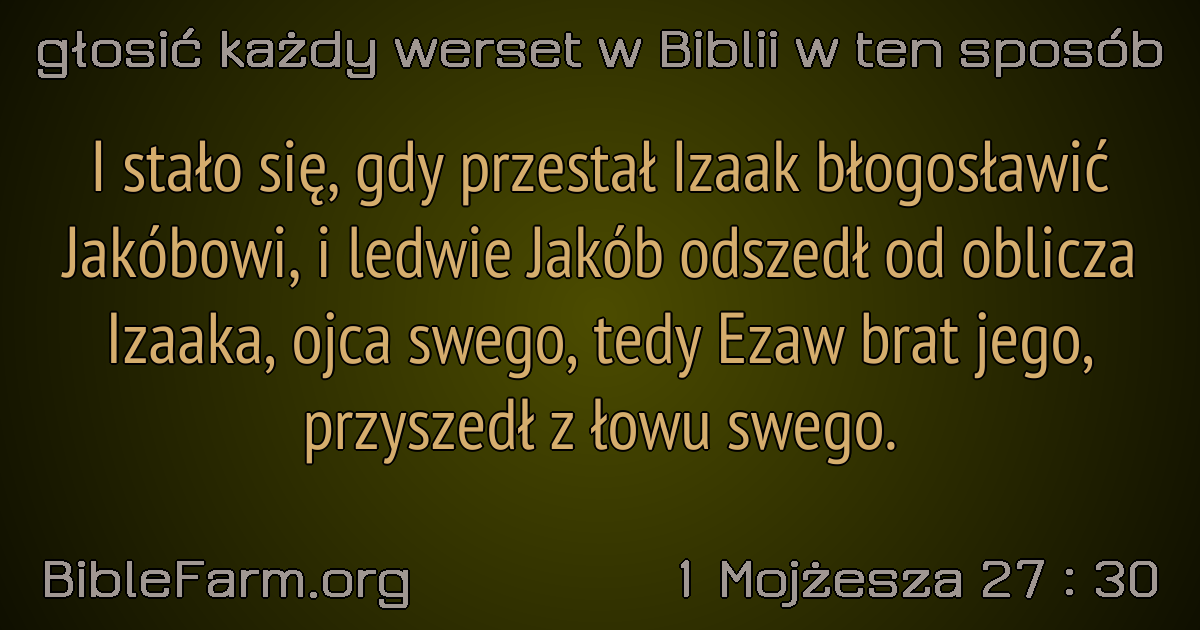 głosić każdy werset w Biblii w ten sposób
I stało się, gdy przestał Izaak błogosławić
Jakóbowi, i ledwie Jakób odszedł od oblicza
Izaaka, ojca swego, tedy Ezaw brat jego,
przyszedł z łowu swego.
BibleFarm.org
1 Mojżesza 27 : 30